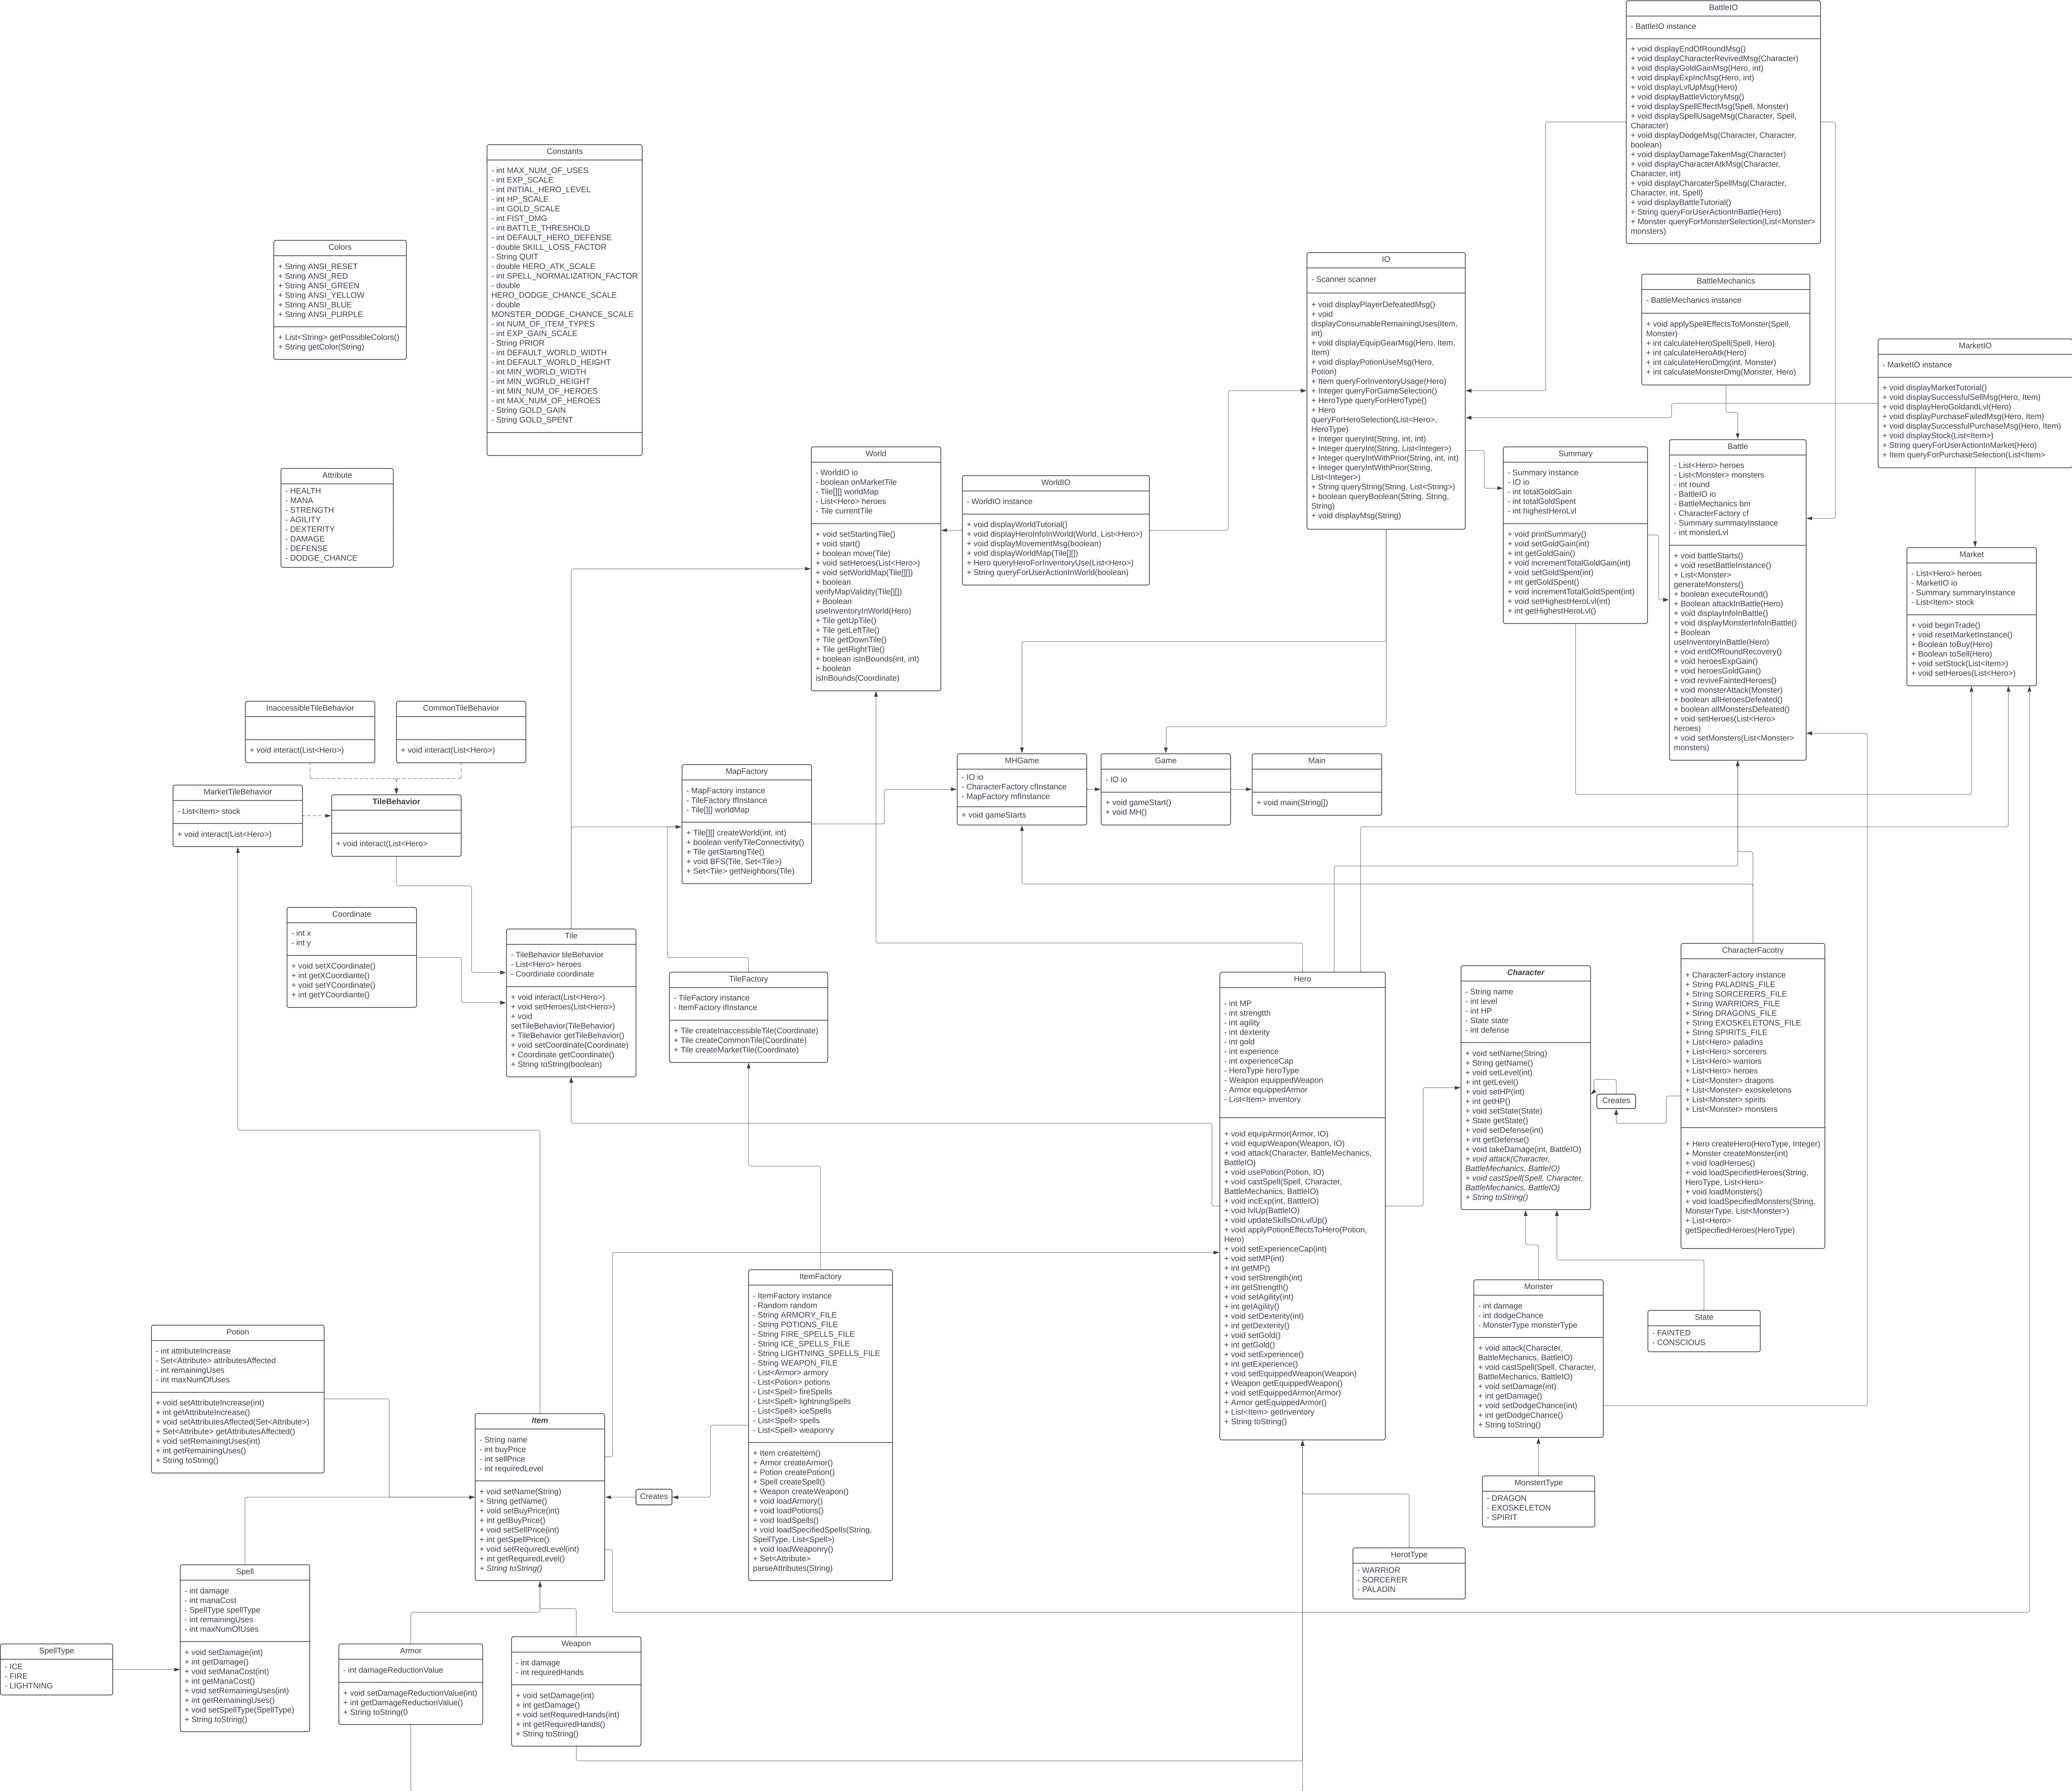 BattleIO
- BattleIO instance
+ void displayEndOfRoundMsg()
+ void displayCharacterRevivedMsg(Character)
+ void displayGoldGainMsg(Hero, int)
+ void displayExpIncMsg(Hero, int)
+ void displayLvlUpMsg(Hero)
+ void displayBattleVictoryMsg()
+ void displaySpellEffectMsg(Spell, Monster)
+ void displaySpellUsageMsg(Character, Spell,
Character)
+ void displayDodgeMsg(Character, Character,
boolean)
+ void displayDamageTakenMsg(Character)
+ void displayCharacterAtkMsg(Character,
Character, int)
+ void displayCharcaterSpellMsg(Character,
Character, int, Spell)
+ void displayBattleTutorial()
+ String queryForUserActionInBattle(Hero)
+ Monster queryForMonsterSelection(List<Monster>
monsters)
Constants
- int MAX_NUM_OF_USES
- int EXP_SCALE
- int INITIAL_HERO_LEVEL
- int HP_SCALE
- int GOLD_SCALE
- int FIST_DMG
- int BATTLE_THRESHOLD
- int DEFAULT_HERO_DEFENSE
- double SKILL_LOSS_FACTOR
- String QUIT
- double HERO_ATK_SCALE
- int SPELL_NORMALIZATION_FACTOR
- double
HERO_DODGE_CHANCE_SCALE
- double
MONSTER_DODGE_CHANCE_SCALE
- int NUM_OF_ITEM_TYPES
- int EXP_GAIN_SCALE
- String PRIOR
- int DEFAULT_WORLD_WIDTH
- int DEFAULT_WORLD_HEIGHT
- int MIN_WORLD_WIDTH
- int MIN_WORLD_HEIGHT
- int MIN_NUM_OF_HEROES
- int MAX_NUM_OF_HEROES
- String GOLD_GAIN
- String GOLD_SPENT
Colors
+ String ANSI_RESET
+ String ANSI_RED
+ String ANSI_GREEN
+ String ANSI_YELLOW
+ String ANSI_BLUE
+ String ANSI_PURPLE
+ List<String> getPossibleColors()
+ String getColor(String)
IO
- Scanner scanner
+ void displayPlayerDefeatedMsg()
+ void
displayConsumableRemainingUses(Item,
int)
+ void displayEquipGearMsg(Hero, Item,
Item)
+ void displayPotionUseMsg(Hero,
Potion)
+ Item queryForInventoryUsage(Hero)
+ Integer queryForGameSelection()
+ HeroType queryForHeroType()
+ Hero
queryForHeroSelection(List<Hero>,
HeroType)
+ Integer queryInt(String, int, int)
+ Integer queryInt(String, List<Integer>)
+ Integer queryIntWithPrior(String, int, int)
+ Integer queryIntWithPrior(String,
List<Integer>)
+ String queryString(String, List<String>)
+ boolean queryBoolean(String, String,
String)
+ void displayMsg(String)
BattleMechanics
- BattleMechanics instance
+ void applySpellEffectsToMonster(Spell,
Monster)
+ int calculateHeroSpell(Spell, Hero)
+ int calculateHeroAtk(Hero)
+ int calculateHeroDmg(int, Monster)
+ int calculateMonsterDmg(Monster, Hero)
MarketIO
- MarketIO instance
+ void displayMarketTutorial()
+ void displaySuccessfulSellMsg(Hero, Item)
+ void displayHeroGoldandLvl(Hero)
+ void displayPurchaseFailedMsg(Hero, Item)
+ void displaySuccessfulPurchaseMsg(Hero, Item)
+ void displayStock(List<Item>)
+ String queryForUserActionInMarket(Hero)
+ Item queryForPurchaseSelection(List<Item>
Attribute
- HEALTH
- MANA
- STRENGTH
- AGILITY
- DEXTERITY
- DAMAGE
- DEFENSE
- DODGE_CHANCE
World
- WorldIO io
- boolean onMarketTile
- Tile[][] worldMap
- List<Hero> heroes
- Tile currentTile
+ void setStartingTile()
+ void start()
+ boolean move(Tile)
+ void setHeroes(List<Hero>)
+ void setWorldMap(Tile[][])
+ boolean
verifyMapValidity(Tile[][])
+ Boolean
useInventoryInWorld(Hero)
+ Tile getUpTile()
+ Tile getLeftTile()
+ Tile getDownTile()
+ Tile getRightTile()
+ boolean isInBounds(int, int)
+ boolean
isInBounds(Coordinate)
WorldIO
- WorldIO instance
+ void displayWorldTutorial()
+ void displayHeroInfoInWorld(World, List<Hero>)
+ void displayMovementMsg(boolean)
+ void displayWorldMap(Tile[][])
+ Hero queryHeroForInventoryUse(List<Hero>)
+ String queryForUserActionInWorld(boolean)
Summary
- Summary instance
- IO io
- int totalGoldGain
- int totalGoldSpent
- int highestHeroLvl
+ void printSummary()
+ void setGoldGain(int)
+ int getGoldGain()
+ void incrementTotalGoldGain(int)
+ void setGoldSpent(int)
+ int getGoldSpent()
+ void incrementTotalGoldSpent(int)
+ void setHighestHeroLvl(int)
+ int getHighestHeroLvl()
Battle
- List<Hero> heroes
- List<Monster> monsters
- int round
- BattleIO io
- BattleMechanics bm
- CharacterFactory cf
- Summary summaryInstance
- int monsterLvl
+ void battleStarts()
+ void resetBattleInstance()
+ List<Monster>
generateMonsters()
+ boolean executeRound()
+ Boolean attackInBattle(Hero)
+ void displayInfoInBattle()
+ void displayMonsterInfoInBattle()
+ Boolean
useInventoryInBattle(Hero)
+ void endOfRoundRecovery()
+ void heroesExpGain()
+ void heroesGoldGain()
+ void reviveFaintedHeroes()
+ void monsterAttack(Monster)
+ boolean allHeroesDefeated()
+ boolean allMonstersDefeated()
+ void setHeroes(List<Hero>
heroes)
+ void setMonsters(List<Monster>
monsters)
Market
- List<Hero> heroes
- MarketIO io
- Summary summaryInstance
- List<Item> stock
+ void beginTrade()
+ void resetMarketInstance()
+ Boolean toBuy(Hero)
+ Boolean toSell(Hero)
+ void setStock(List<Item>)
+ void setHeroes(List<Hero>)
InaccessibleTileBehavior
+ void interact(List<Hero>)
CommonTileBehavior
+ void interact(List<Hero>)
MarketTileBehavior
- List<Item> stock
+ void interact(List<Hero>)
TileBehavior
+ void interact(List<Hero>
MapFactory
- MapFactory instance
- TileFactory tfInstance
- Tile[][] worldMap
+ Tile[][] createWorld(int, int)
+ boolean verifyTileConnectivity()
+ Tile getStartingTile()
+ void BFS(Tile, Set<Tile>)
+ Set<Tile> getNeighbors(Tile)
MHGame
- IO io
- CharacterFactory cfInstance
- MapFactory mfInstance
+ void gameStarts
Game
- IO io
+ void gameStart()
+ void MH()
Main
+ void main(String[])
Coordinate
- int x
- int y
+ void setXCoordinate()
+ int getXCoordiante()
+ void setYCoordinate()
+ int getYCoordiante()
Tile
- TileBehavior tileBehavior
- List<Hero> heroes
- Coordinate coordinate
+ void interact(List<Hero>)
+ void setHeroes(List<Hero>)
+ void
setTileBehavior(TileBehavior)
+ TileBehavior getTileBehavior()
+ void setCoordinate(Coordinate)
+ Coordinate getCoordinate()
+ String toString(boolean)
TileFactory
- TileFactory instance
- ItemFactory ifInstance
+ Tile createInaccessibleTile(Coordinate)
+ Tile createCommonTile(Coordinate)
+ Tile createMarketTile(Coordinate)
Hero
- int MP
- int strengtth
- int agility
- int dexterity
- int gold
- int experience
- int experienceCap
- HeroType heroType
- Weapon equippedWeapon
- Armor equippedArmor
- List<Item> inventory
+ void equipArmor(Armor, IO)
+ void equipWeapon(Weapon, IO)
+ void attack(Character, BattleMechanics,
BattleIO)
+ void usePotion(Potion, IO)
+ void castSpell(Spell, Character,
BattleMechanics, BattleIO)
+ void incExp(int, BattleIO)
+ void lvlUp(BattleIO)
+ void updateSkillsOnLvlUp()
+ void applyPotionEffectsToHero(Potion,
Hero)
+ void setExperienceCap(int)
+ void setMP(int)
+ int getMP()
+ void setStrength(int)
+ int getStrength()
+ void setAgility(int)
+ int getAgility()
+ void setDexterity(int)
+ int getDexterity()
+ void setGold()
+ int getGold()
+ void setExperience()
+ int getExperience()
+ void setEquippedWeapon(Weapon)
+ Weapon getEquippedWeapon()
+ void setEquippedArmor(Armor)
+ Armor getEquippedArmor()
+ List<Item> getInventory
+ String toString()
Character
- String name
- int level
- int HP
- State state
- int defense
+ void setName(String)
+ String getName()
+ void setLevel(int)
+ int getLevel()
+ void setHP(int)
+ int getHP()
+ void setState(State)
+ State getState()
+ void setDefense(int)
+ int getDefense()
+ void takeDamage(int, BattleIO)
+ void attack(Character,
BattleMechanics, BattleIO)
+ void castSpell(Spell, Character,
BattleMechanics, BattleIO)
+ String toString()
Creates
CharacterFacotry
+ CharacterFactory instance
+ String PALADINS_FILE
+ String SORCERERS_FILE
+ String WARRIORS_FILE
+ String DRAGONS_FILE
+ String EXOSKELETONS_FILE
+ String SPIRITS_FILE
+ List<Hero> paladins
+ List<Hero> sorcerers
+ List<Hero> warriors
+ List<Hero> heroes
+ List<Monster> dragons
+ List<Monster> exoskeletons
+ List<Monster> spirits
+ List<Monster> monsters
+ Hero createHero(HeroType, Integer)
+ Monster createMonster(int)
+ void loadHeroes()
+ void loadSpecifiedHeroes(String,
HeroType, List<Hero>
+ void loadMonsters()
+ void loadSpecifiedMonsters(String,
MonsterType, List<Monster>)
+ List<Hero>
getSpecifiedHeroes(HeroType)
ItemFactory
- ItemFactory instance
- Random random
- String ARMORY_FILE
- String POTIONS_FILE
- String FIRE_SPELLS_FILE
- String ICE_SPELLS_FILE
- String LIGHTNING_SPELLS_FILE
- String WEAPON_FILE
- List<Armor> armory
- List<Potion> potions
- List<Spell> fireSpells
- List<Spell> lightningSpells
- List<Spell> iceSpells
- List<Spell> spells
- List<Spell> weaponry
+ Item createItem()
+ Armor createArmor()
+ Potion createPotion()
+ Spell createSpell()
+ Weapon createWeapon()
+ void loadArmory()
+ void loadPotions()
+ void loadSpells()
+ void loadSpecifiedSpells(String,
SpellType, List<Spell>)
+ void loadWeaponry()
+ Set<Attribute>
parseAttributes(String)
Monster
- int damage
- int dodgeChance
- MonsterType monsterType
+ void attack(Character,
BattleMechanics, BattleIO)
+ void castSpell(Spell, Character,
BattleMechanics, BattleIO)
+ void setDamage(int)
+ int getDamage()
+ void setDodgeChance(int)
+ int getDodgeChance()
+ String toString()
State
- FAINTED
- CONSCIOUS
Potion
- int attributeIncrease
- Set<Attribute> attributesAffected
- int remainingUses
- int maxNumOfUses
+ void setAttributeIncrease(int)
+ int getAttributeIncrease()
+ void setAttributesAffected(Set<Attribute>)
+ Set<Attribute> getAttributesAffected()
+ void setRemainingUses(int)
+ int getRemainingUses()
+ String toString()
Item
- String name
- int buyPrice
- int sellPrice
- int requiredLevel
+ void setName(String)
+ String getName()
+ void setBuyPrice(int)
+ int getBuyPrice()
+ void setSellPrice(int)
+ int getSpellPrice()
+ void setRequiredLevel(int)
+ int getRequiredLevel()
+ String toString()
Creates
MonstertType
- DRAGON
- EXOSKELETON
- SPIRIT
HerotType
- WARRIOR
- SORCERER
- PALADIN
Spell
- int damage
- int manaCost
- SpellType spellType
- int remainingUses
- int maxNumOfUses
+ void setDamage(int)
+ int getDamage()
+ void setManaCost(int)
+ int getManaCost()
+ void setRemainingUses(int)
+ int getRemainingUses()
+ void setSpellType(SpellType)
+ String toString()
SpellType
- ICE
- FIRE
- LIGHTNING
Armor
- int damageReductionValue
+ void setDamageReductionValue(int)
+ int getDamageReductionValue()
+ String toString(0
Weapon
- int damage
- int requiredHands
+ void setDamage(int)
+ int getDamage()
+ void setRequiredHands(int)
+ int getRequiredHands()
+ String toString()